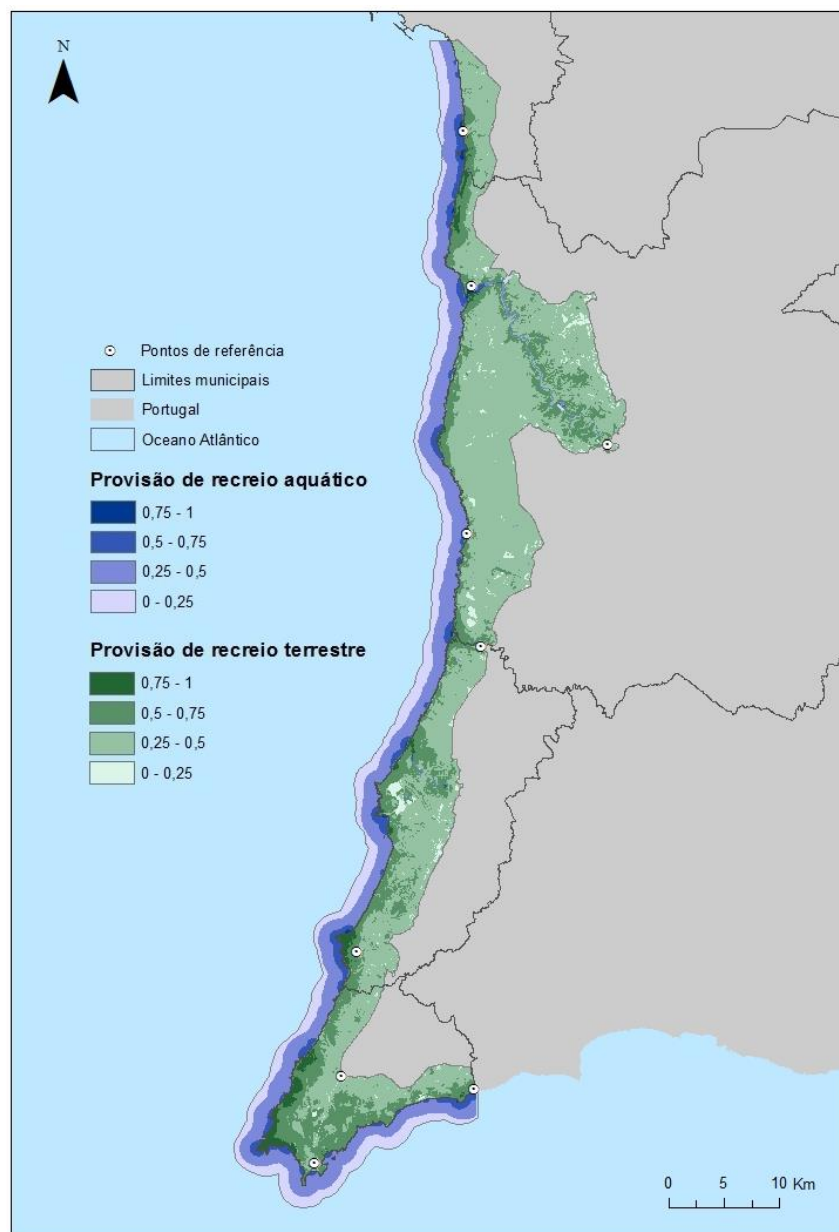 N
Pontos de referência
Limites municipais
Portugal
Oceano Atlântico
Provisão de recreio aquático
0,75 - 1
0,5 - 0,75
0,25 - 0,5
0 - 0,25
Provisão de recreio terrestre
0,75 - 1
0,5 - 0,75
0,25 - 0,5
0 - 0,25
0 5 10 Km